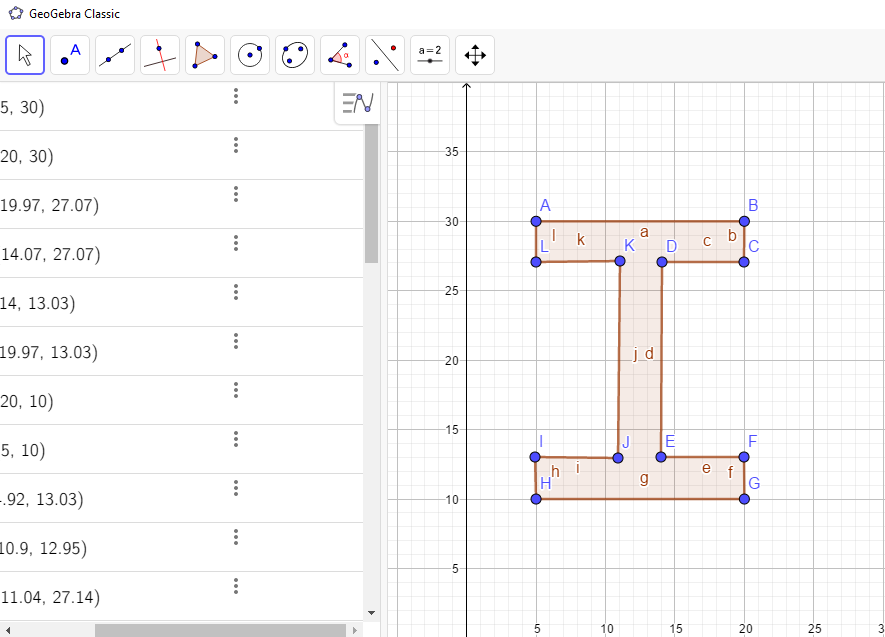 GeoGebra Classic
A
a=2
5, 30)
20, 30)
19.97, 27.07)
14.07, 27.07)
14, 13.03)
19.97, 13.03)
20, 10)
5, 10)
.92, 13.03)
10.9, 12.95)
11.04, 27.14)
35
A B
30
l k a c b
L K D C
25
20
j d
15
I J E F
h i g e f
H G
10
5
5 10 15 20 25 3